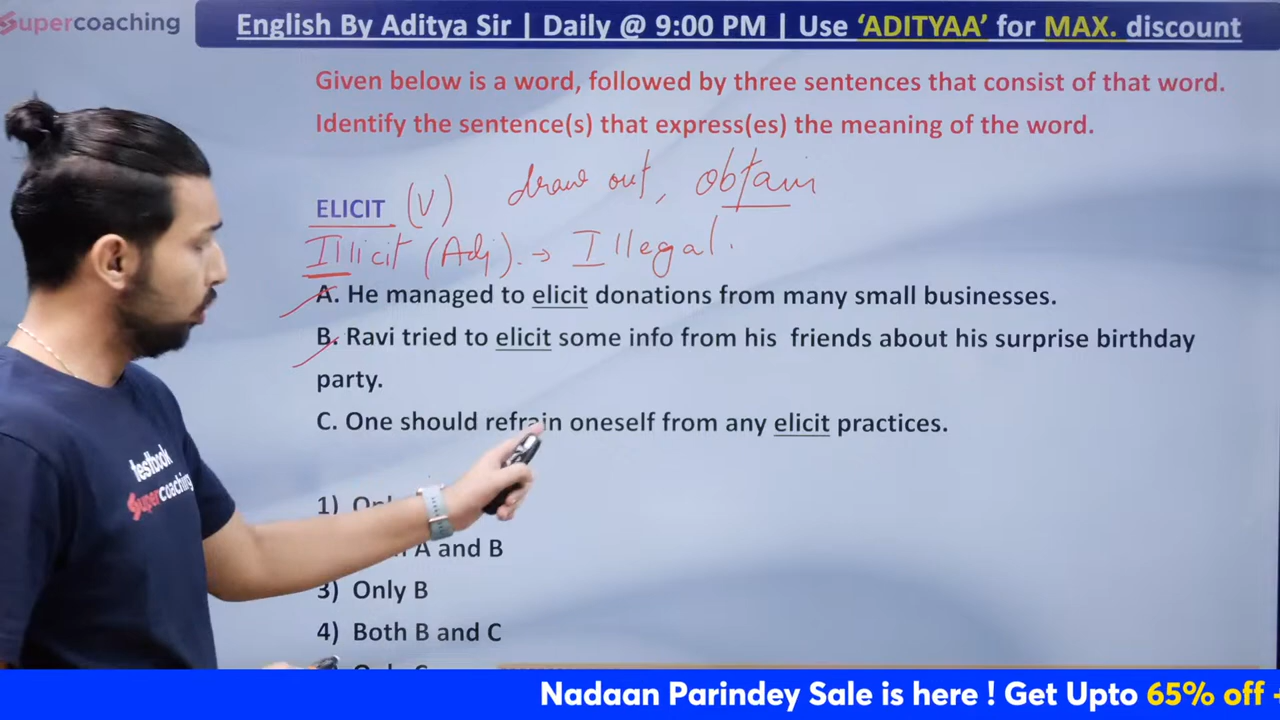 Supercoaching
English By Aditya Sir | Daily @ 9:00 PM | Use ‘ADITYAA’ for MAX. discount
Given below is a word, followed by three sentences that consist of that word.
Identify the sentence(s) that express(es) the meaning of the word.
ELICIT (V) draw out, obtain
Illicit (Adj). → Illegal.
A. He managed to elicit donations from many small businesses.
B. Ravi tried to elicit some info from his friends about his surprise birthday
party.
C. One should refrain oneself from any elicit practices.
testbook
Supercoaching
1)
A and B
3) Only B
4) Both B and C
Nadaan Parindey Sale is here ! Get Upto 65% off